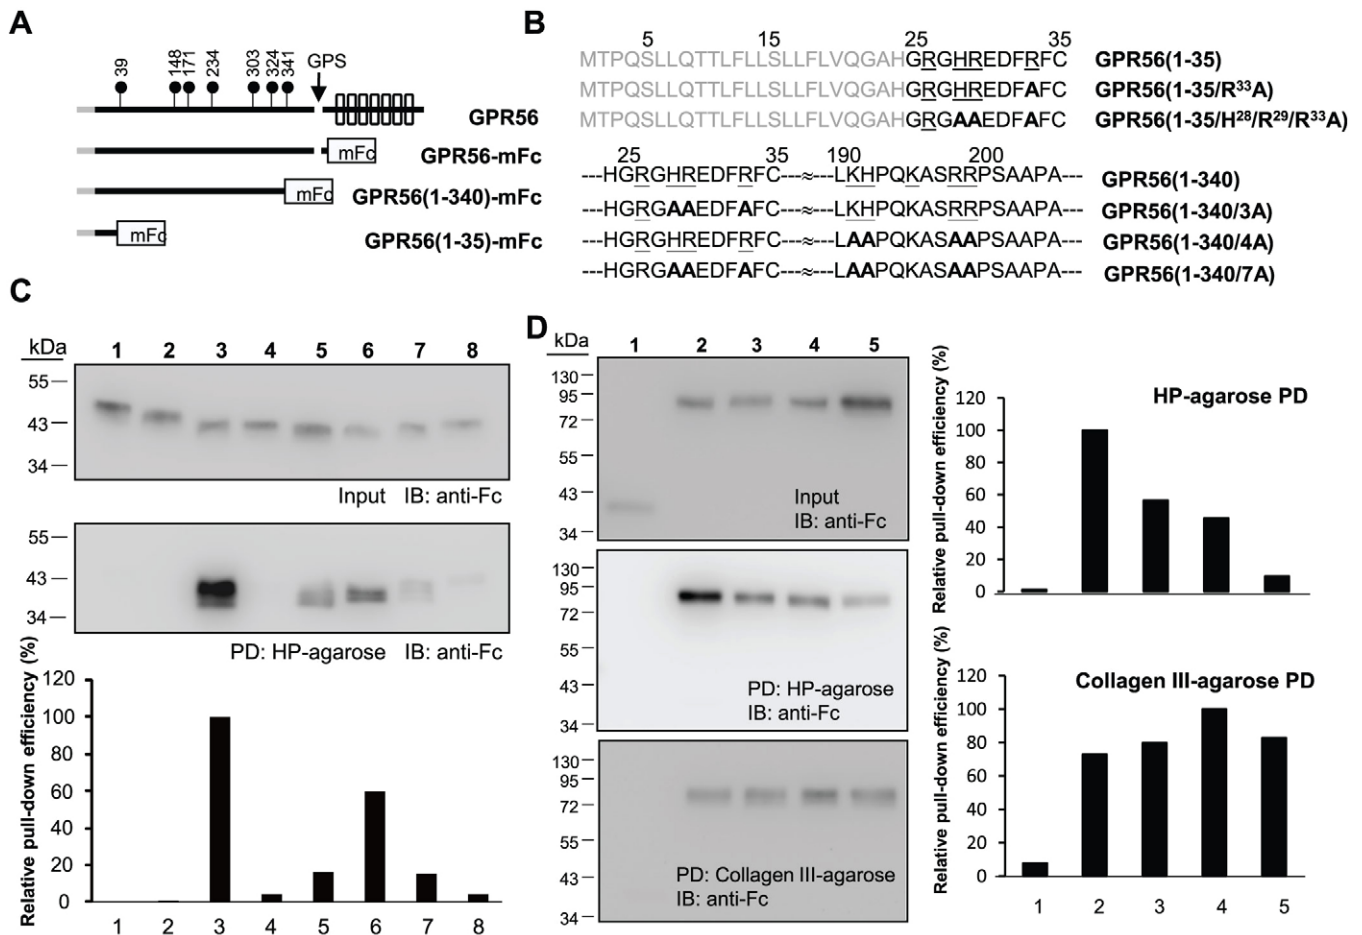 A
39 148 171 234 303 324 341 GPS
GPR56
mFc GPR56-mFc
mFc GPR56(1-340)-mFc
mFc GPR56(1-35)-mFc
B
5 15 25 35
MTPQSLLQTTLFLLSLLFLVQGAHGRGHREDFRFC GPR56(1-35)
MTPQSLLQTTLFLLSLLFLVQGAHGRGHREDFAFC GPR56(1-35/R³³A)
MTPQSLLQTTLFLLSLLFLVQGAHGRGAAEDFAFC GPR56(1-35/H²⁸/R²⁹/R³³A)
25 35 190 200
---HGRGHREDFRFC---≈---LKHPQKASRRPSAAPA--- GPR56(1-340)
---HGRGAAEDFAFC---≈---LKHPQKASRRPSAAPA--- GPR56(1-340/3A)
---HGRGHREDFRFC---≈---LAAPQKASAAPSAAPA--- GPR56(1-340/4A)
---HGRGAAEDFAFC---≈---LAAPQKASAAPSAAPA--- GPR56(1-340/7A)
C
kDa 1 2 3 4 5 6 7 8
55
43
34
Input IB: anti-Fc
55
43
34
PD: HP-agarose IB: anti-Fc
Relative pull-down efficiency (%)
120
100
80
60
40
20
0
1 2 3 4 5 6 7 8
D
kDa 1 2 3 4 5
130
95
72
55
43
34
Input
IB: anti-Fc
130
95
72
55
43
34
PD: HP-agarose
IB: anti-Fc
130
95
72
55
43
34
PD: Collagen III-agarose
IB: anti-Fc
HP-agarose PD
Relative pull-down efficiency (%)
120
100
80
60
40
20
0
Collagen III-agarose PD
Relative pull-down efficiency (%)
120
100
80
60
40
20
0
1 2 3 4 5